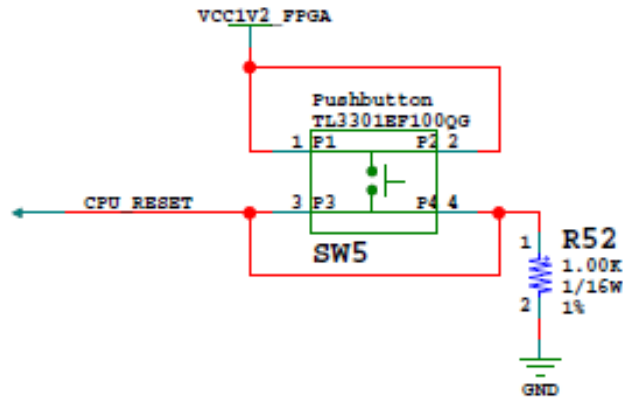 VCC1V2_FPGA
Pushbutton
TL3301EF100QG
1 P1 P2 2
CPU_RESET 3 P3 P4 4
SW5
1 R52
1.00K
1/16W
2 1%
GND